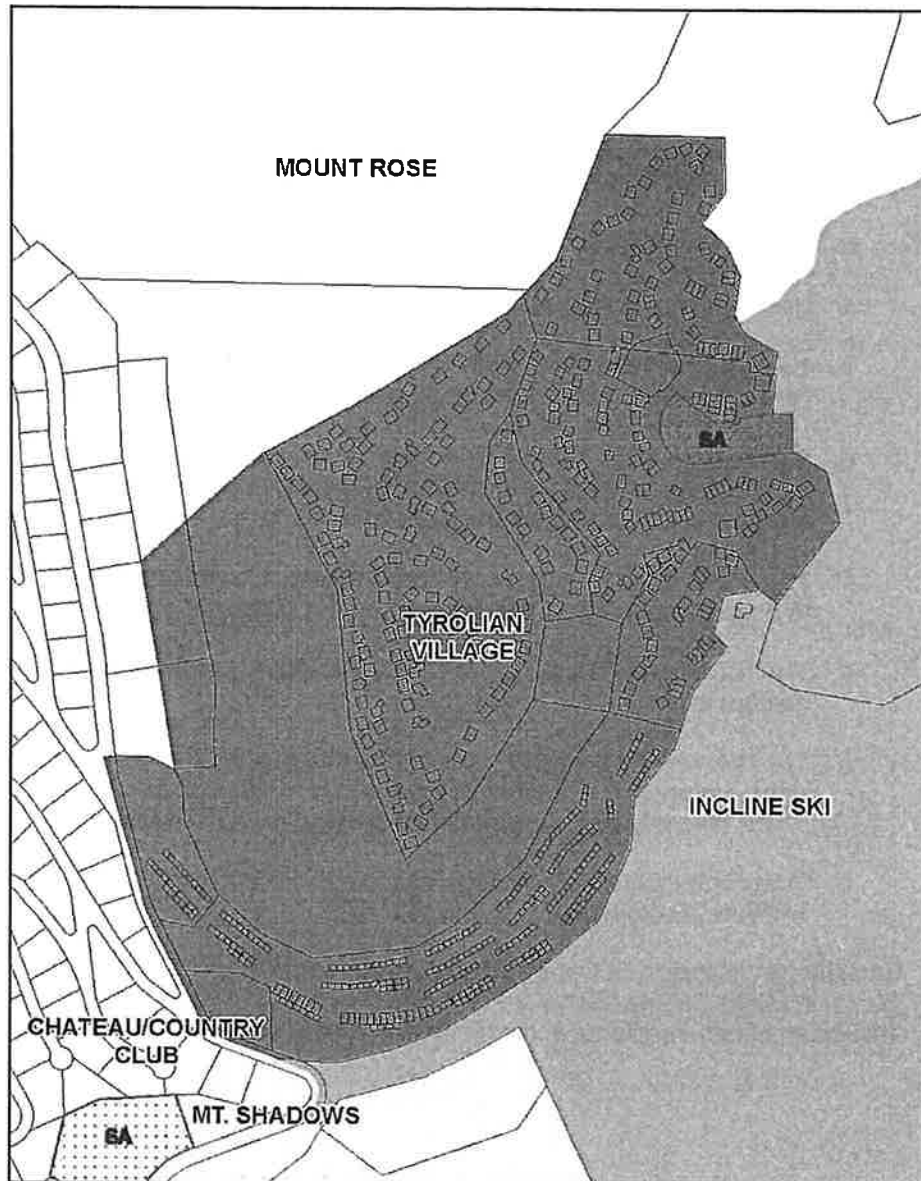 MOUNT ROSE
SA
TYROLIAN
VILLAGE
INCLINE SKI
CHATEAU/COUNTRY
CLUB
MT. SHADOWS
SA